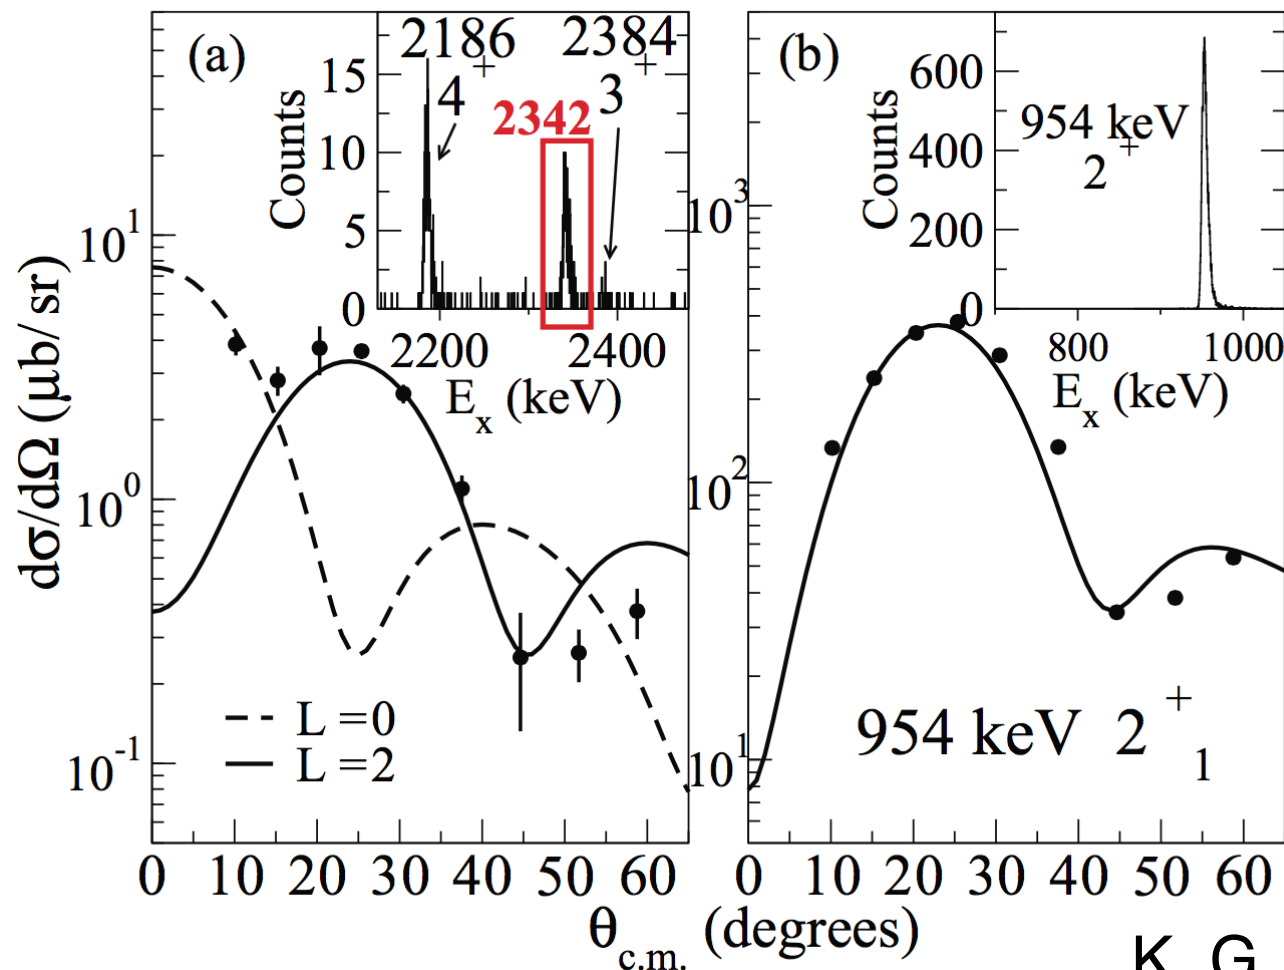 (a)
2186
4+
2342
2384
3+
Counts
15
10
5
0
2200
2400
Ex (keV)
dσ/dΩ (μb/sr)
10^1
10^0
10^-1
L =0
L =2
0 10 20 30 40 50 60
(b)
954 keV
2+
Counts
600
400
200
0
800
1000
Ex (keV)
10^3
10^2
10^1
954 keV 2+1
0 10 20 30 40 50 60
θc.m. (degrees)
K G